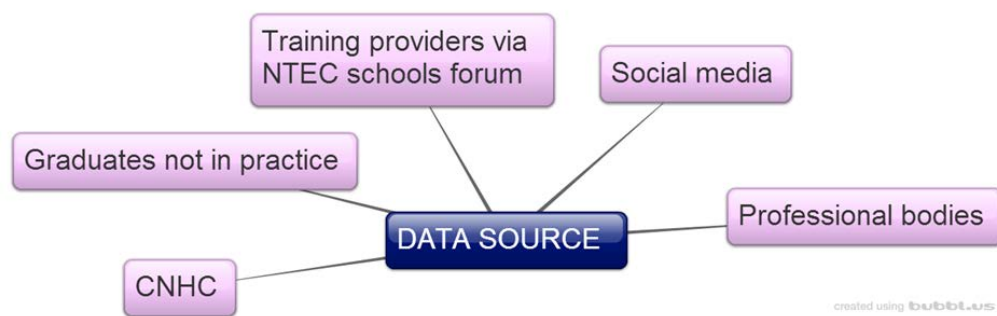 Training providers via
NTEC schools forum
Social media
Graduates not in practice
Professional bodies
DATA SOURCE
CNHC
created using bubbl.us